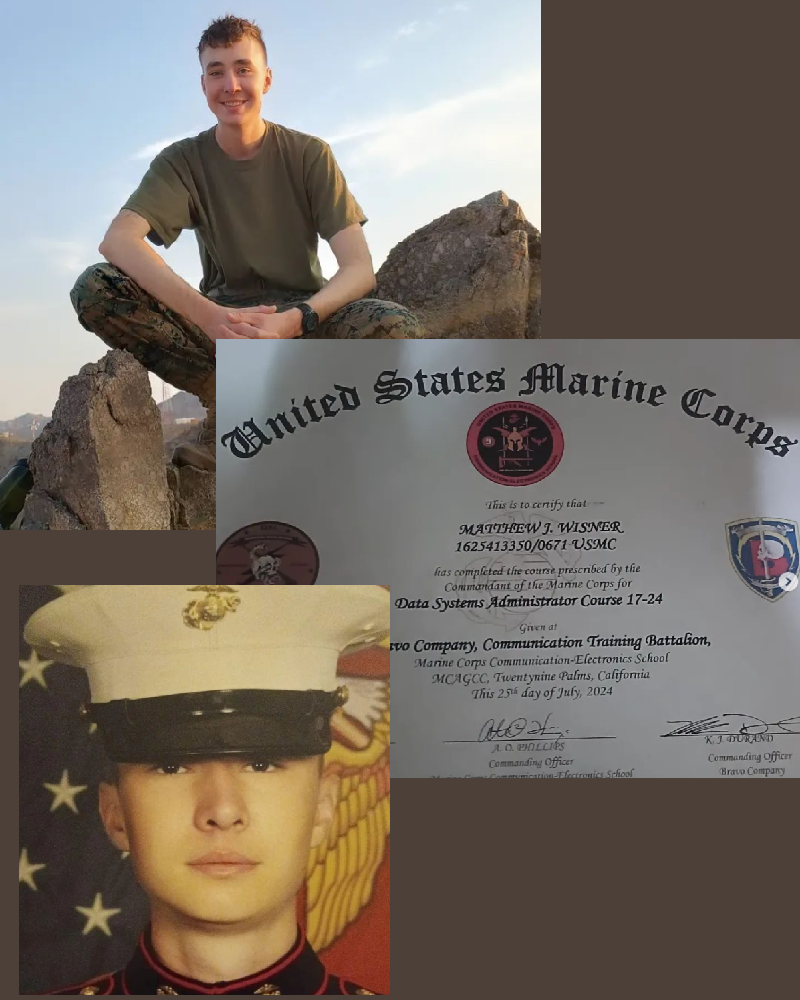 United States Marine Corps
This is to certify that
MATTHEW J. WISNER
1625413350/0671 USMC
has completed the course prescribed by the
Commandant of the Marine Corps for
Data Systems Administrator Course 17-24
Given at
avo Company, Communication Training Battalion,
Marine Corps Communication-Electronics School
MCAGCC, Twentynine Palms, California
This 25th day of July, 2024
A. O. PHILLIPS
Commanding Officer
Marine Corps Communication-Electronics School
K. J. DURAND
Commanding Officer
Bravo Company